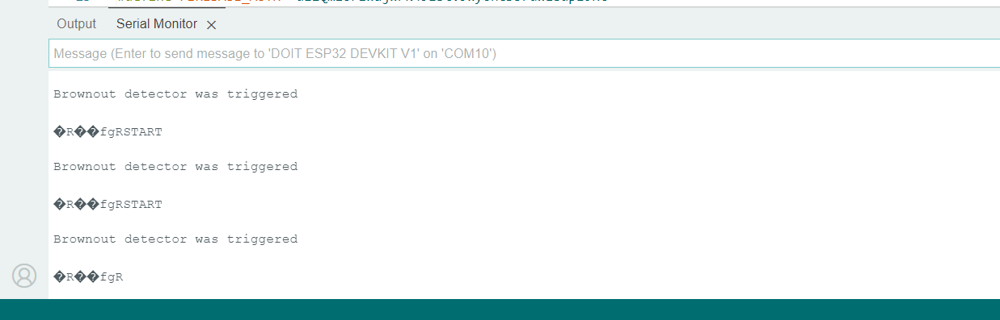 Output Serial Monitor
Message (Enter to send message to 'DOIT ESP32 DEVKIT V1' on 'COM10')
Brownout detector was triggered
�R��fgRSTART
Brownout detector was triggered
�R��fgRSTART
Brownout detector was triggered
�R��fgR